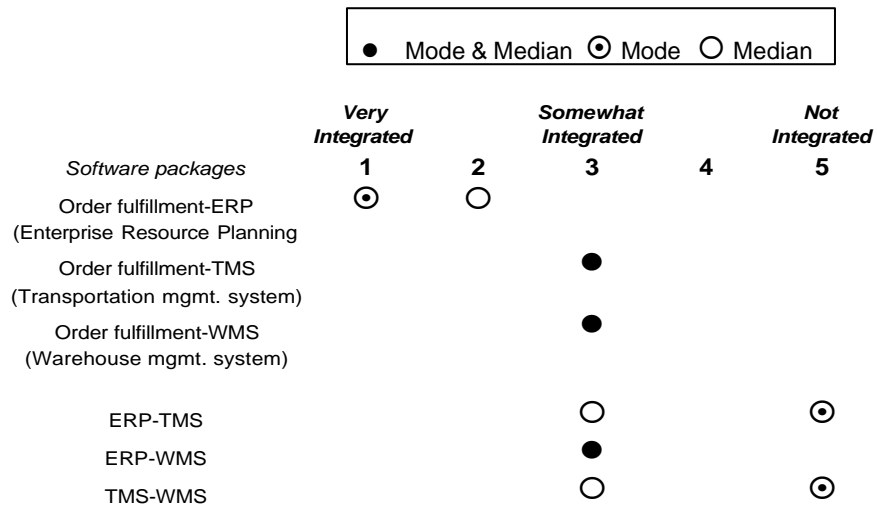 ● Mode & Median ☉ Mode ○ Median
Very Somewhat Not
Integrated Integrated Integrated
Software packages 1 2 3 4 5
Order fulfillment-ERP
(Enterprise Resource Planning
Order fulfillment-TMS
(Transportation mgmt. system)
Order fulfillment-WMS
(Warehouse mgmt. system)
ERP-TMS
ERP-WMS
TMS-WMS